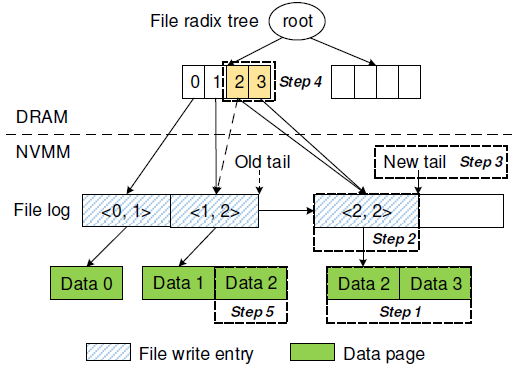 File radix tree
root
0 1 2 3
Step 4
DRAM
NVMM
Old tail
New tail Step 3
File log
<0, 1>
<1, 2>
<2, 2>
Step 2
Data 0
Data 1
Data 2
Data 2
Data 3
Step 5
Step 1
File write entry
Data page